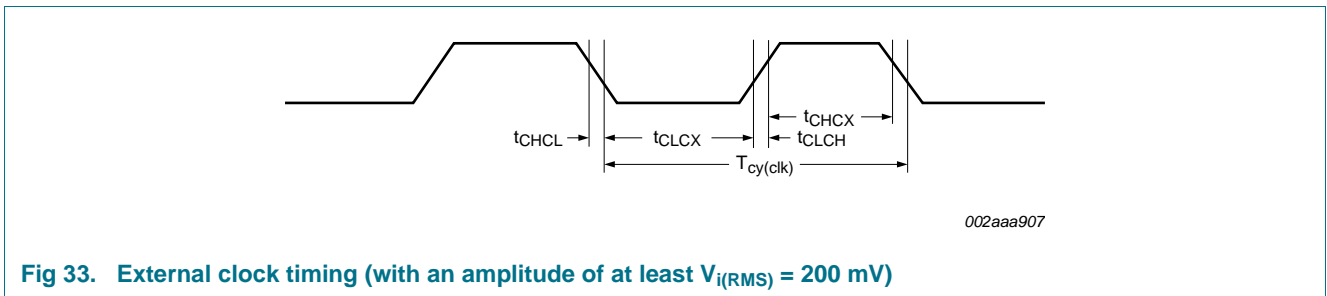 tCHCX
tCHCL
tCLCX
tCLCH
Tcy(clk)
002aaa907
Fig 33. External clock timing (with an amplitude of at least Vi(RMS) = 200 mV)